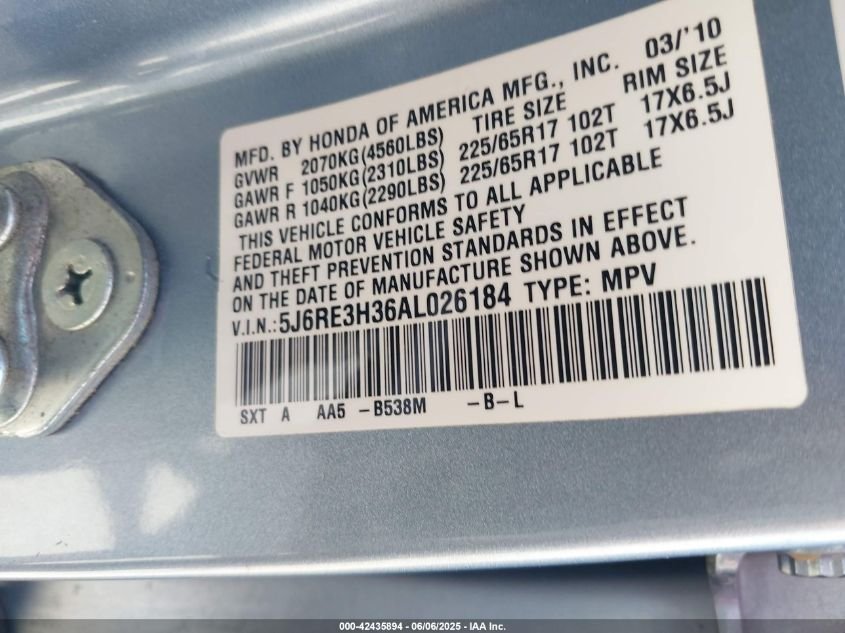 MFD. BY HONDA OF AMERICA MFG., INC. 03/'10
GVWR 2070KG(4560LBS) TIRE SIZE RIM SIZE
GAWR F 1050KG(2310LBS) 225/65R17 102T 17X6.5J
GAWR R 1040KG(2290LBS) 225/65R17 102T 17X6.5J
THIS VEHICLE CONFORMS TO ALL APPLICABLE
FEDERAL MOTOR VEHICLE SAFETY
AND THEFT PREVENTION STANDARDS IN EFFECT
ON THE DATE OF MANUFACTURE SHOWN ABOVE.
V.I.N.:5J6RE3H36AL026184 TYPE: MPV
SXT A AA5 -B538M -B-L
000-42435894 - 06/06/2025 - IAA Inc.